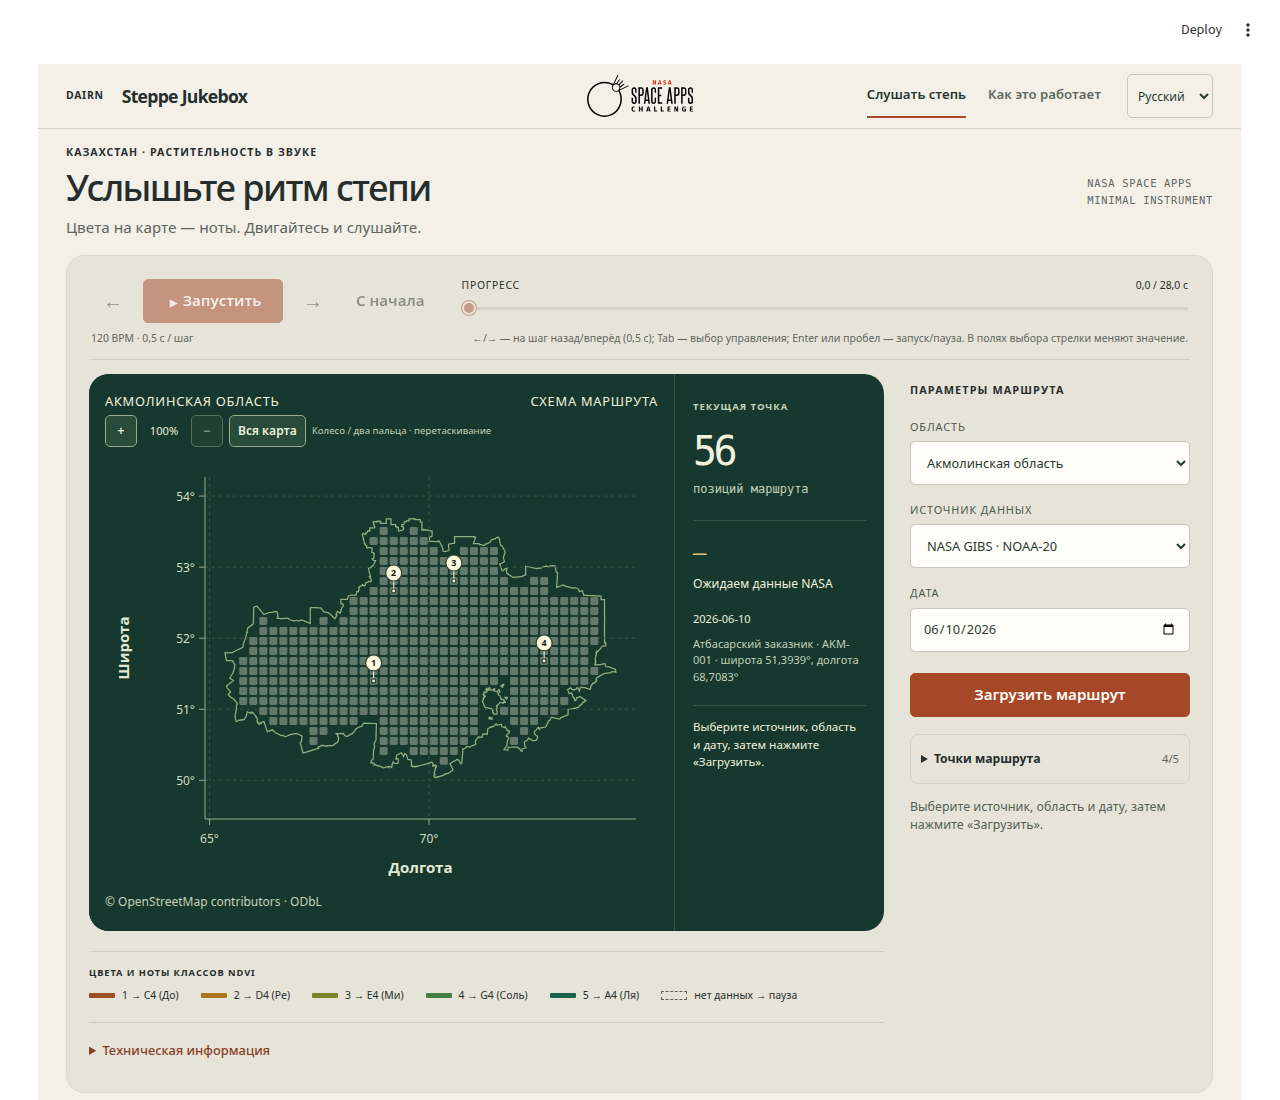 Deploy
DAIRN Steppe Jukebox
NASA
SPACE APPS
CHALLENGE
Слушать степь
Как это работает
Русский
КАЗАХСТАН · РАСТИТЕЛЬНОСТЬ В ЗВУКЕ
Услышьте ритм степи
Цвета на карте — ноты. Двигайтесь и слушайте.
NASA SPACE APPS
MINIMAL INSTRUMENT
← ▶ Запустить → С начала
ПРОГРЕСС
0,0 / 28,0 с
120 BPM · 0,5 с / шаг
←/→ — на шаг назад/вперёд (0,5 с); Tab — выбор управления; Enter или пробел — запуск/пауза. В полях выбора стрелки меняют значение.
АКМОЛИНСКАЯ ОБЛАСТЬ
СХЕМА МАРШРУТА
+ 100% − Вся карта Колесо / два пальца · перетаскивание
54°
53°
52°
51°
50°
65°
70°
Широта
Долгота
1
2
3
4
© OpenStreetMap contributors · ODbL
ТЕКУЩАЯ ТОЧКА
56
позиций маршрута
—
Ожидаем данные NASA
2026-06-10
Атбасарский заказник · AKM-
001 · широта 51,3939°, долгота
68,7083°
Выберите источник, область
и дату, затем нажмите
«Загрузить».
ПАРАМЕТРЫ МАРШРУТА
ОБЛАСТЬ
Акмолинская область
ИСТОЧНИК ДАННЫХ
NASA GIBS · NOAA-20
ДАТА
06/10/2026
Загрузить маршрут
▶ Точки маршрута 4/5
Выберите источник, область и дату, затем
нажмите «Загрузить».
ЦВЕТА И НОТЫ КЛАССОВ NDVI
1 → C4 (До)
2 → D4 (Ре)
3 → E4 (Ми)
4 → G4 (Соль)
5 → A4 (Ля)
нет данных → пауза
▶ Техническая информация